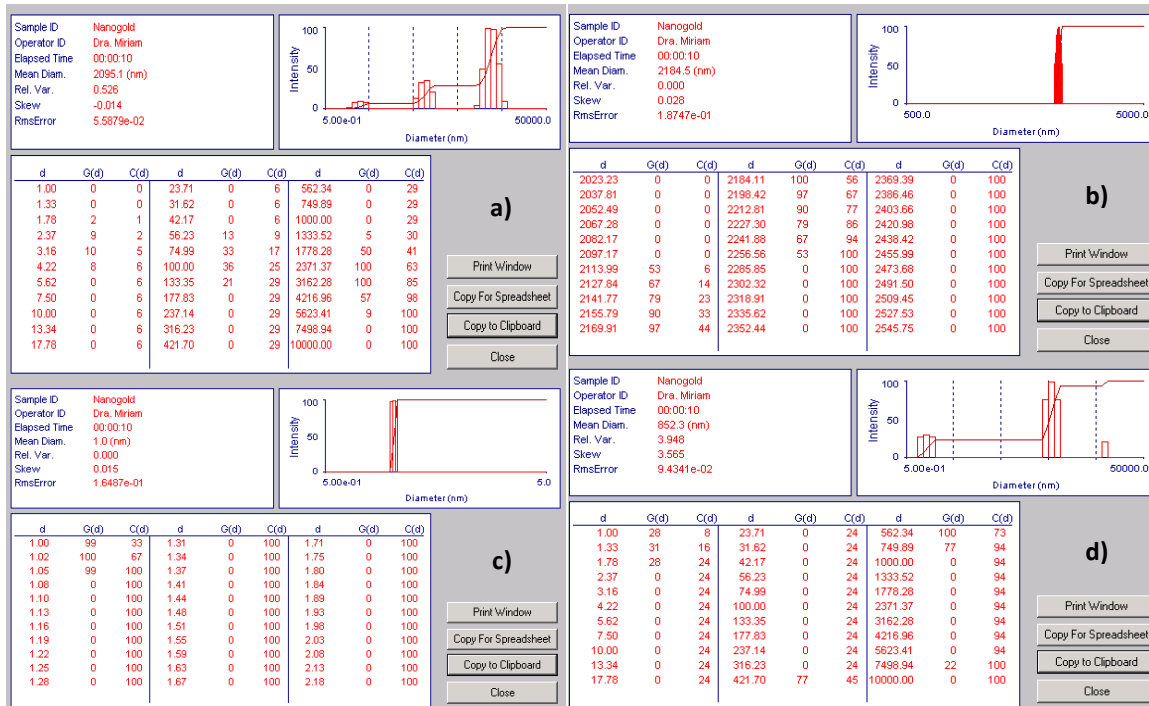 Sample ID Nanogold
Operator ID Dra. Miriam
Elapsed Time 00:00:10
Mean Diam. 2095.1 (nm)
Rel. Var. 0.526
Skew -0.014
RmsError 5.5879e-02
Intensity
100
50
0
5.00e-01 50000.0
Diameter (nm)
d G(d) C(d) d G(d) C(d) d G(d) C(d)
1.00 0 0 23.71 0 6 562.34 0 29
1.33 0 0 31.62 0 6 749.89 0 29
1.78 2 1 42.17 0 6 1000.00 0 29
2.37 9 2 56.23 13 9 1333.52 5 30
3.16 10 5 74.99 33 17 1778.28 50 41
4.22 8 6 100.00 36 25 2371.37 100 63
5.62 0 6 133.35 21 29 3162.28 100 85
7.50 0 6 177.83 0 29 4216.96 57 98
10.00 0 6 237.14 0 29 5623.41 9 100
13.34 0 6 316.23 0 29 7498.94 0 100
17.78 0 6 421.70 0 29 10000.00 0 100
a)
Print Window
Copy For Spreadsheet
Copy to Clipboard
Close
Sample ID Nanogold
Operator ID Dra. Miriam
Elapsed Time 00:00:10
Mean Diam. 2184.5 (nm)
Rel. Var. 0.000
Skew 0.028
RmsError 1.8747e-01
Intensity
100
50
0
500.0 5000.0
Diameter (nm)
d G(d) C(d) d G(d) C(d) d G(d) C(d)
2023.23 0 0 2184.11 100 56 2369.39 0 100
2037.81 0 0 2198.42 97 67 2386.46 0 100
2052.49 0 0 2212.81 90 77 2403.66 0 100
2067.28 0 0 2227.30 79 86 2420.98 0 100
2082.17 0 0 2241.88 67 94 2438.42 0 100
2097.17 0 0 2256.56 53 100 2455.99 0 100
2113.99 53 6 2285.85 0 100 2473.68 0 100
2127.84 67 14 2302.32 0 100 2491.50 0 100
2141.77 79 23 2318.91 0 100 2509.45 0 100
2155.79 90 33 2335.62 0 100 2527.53 0 100
2169.91 97 44 2352.44 0 100 2545.75 0 100
b)
Print Window
Copy For Spreadsheet
Copy to Clipboard
Close
Sample ID Nanogold
Operator ID Dra. Miriam
Elapsed Time 00:00:10
Mean Diam. 1.0 (nm)
Rel. Var. 0.000
Skew 0.015
RmsError 1.6487e-01
Intensity
100
50
0
5.00e-01 5.0
Diameter (nm)
d G(d) C(d) d G(d) C(d) d G(d) C(d)
1.00 99 33 1.31 0 100 1.71 0 100
1.02 100 67 1.34 0 100 1.75 0 100
1.05 99 100 1.37 0 100 1.80 0 100
1.08 0 100 1.41 0 100 1.84 0 100
1.10 0 100 1.44 0 100 1.89 0 100
1.13 0 100 1.48 0 100 1.93 0 100
1.16 0 100 1.51 0 100 1.98 0 100
1.19 0 100 1.55 0 100 2.03 0 100
1.22 0 100 1.59 0 100 2.08 0 100
1.25 0 100 1.63 0 100 2.13 0 100
1.28 0 100 1.67 0 100 2.18 0 100
c)
Print Window
Copy For Spreadsheet
Copy to Clipboard
Close
Sample ID Nanogold
Operator ID Dra. Miriam
Elapsed Time 00:00:10
Mean Diam. 852.3 (nm)
Rel. Var. 3.948
Skew 3.565
RmsError 9.4341e-02
Intensity
100
50
0
5.00e-01 50000.0
Diameter (nm)
d G(d) C(d) d G(d) C(d) d G(d) C(d)
1.00 28 8 23.71 0 24 562.34 100 73
1.33 31 16 31.62 0 24 749.89 77 94
1.78 28 24 42.17 0 24 1000.00 0 94
2.37 0 24 56.23 0 24 1333.52 0 94
3.16 0 24 74.99 0 24 1778.28 0 94
4.22 0 24 100.00 0 24 2371.37 0 94
5.62 0 24 133.35 0 24 3162.28 0 94
7.50 0 24 177.83 0 24 4216.96 0 94
10.00 0 24 237.14 0 24 5623.41 0 94
13.34 0 24 316.23 0 24 7498.94 22 100
17.78 0 24 421.70 77 45 10000.00 0 100
d)
Print Window
Copy For Spreadsheet
Copy to Clipboard
Close